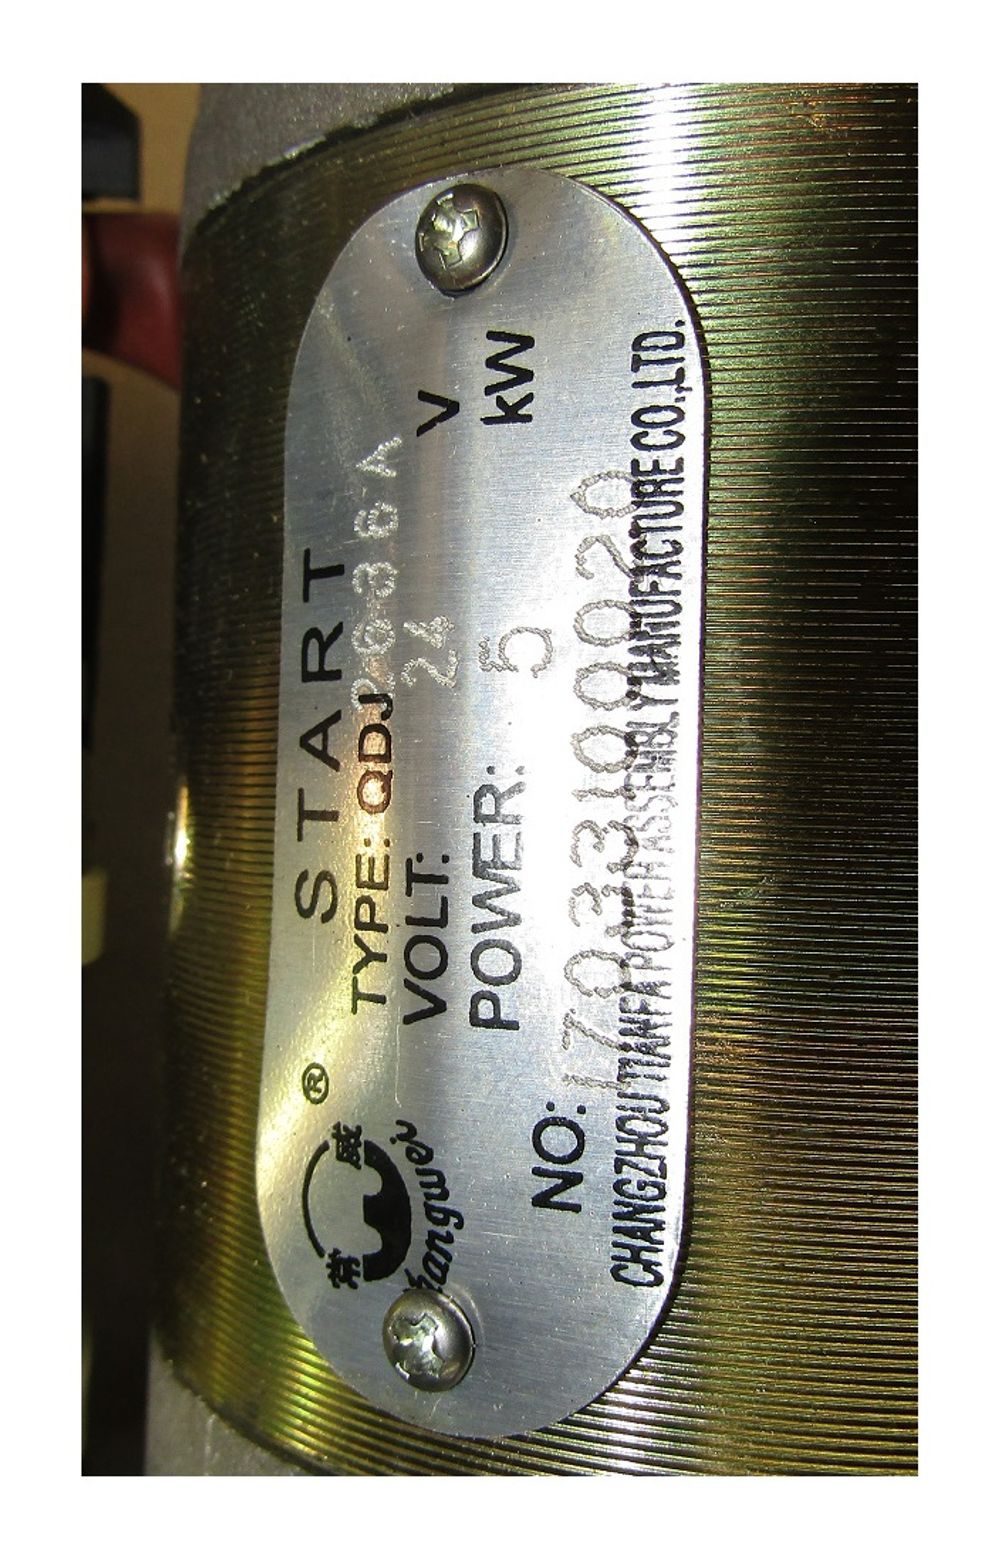 常威 ®
Changwei
START
TYPE: QDJ2636A
VOLT: 24 V
POWER: 5 kW
NO: 17033100020
CHANGZHOU TIANFA POWER ASSEMBLY MANUFACTURE CO.,LTD.